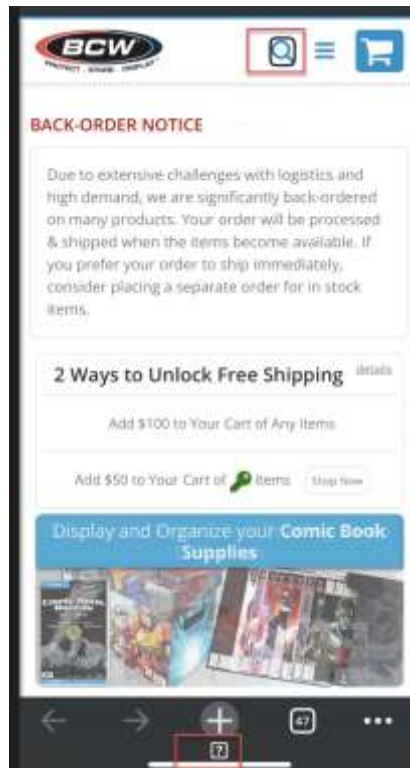 BCW
BACK-ORDER NOTICE
Due to extensive challenges with logistics and
high demand, we are significantly back-ordered
on many products. Your order will be processed
& shipped when the items become available. If
you prefer your order to ship immediately,
consider placing a separate order for in stock
items.
2 Ways to Unlock Free Shipping details
Add $100 to Your Cart of Any Items
Add $50 to Your Cart of Items Shop Now
Display and Organize your Comic Book
Supplies
47
?